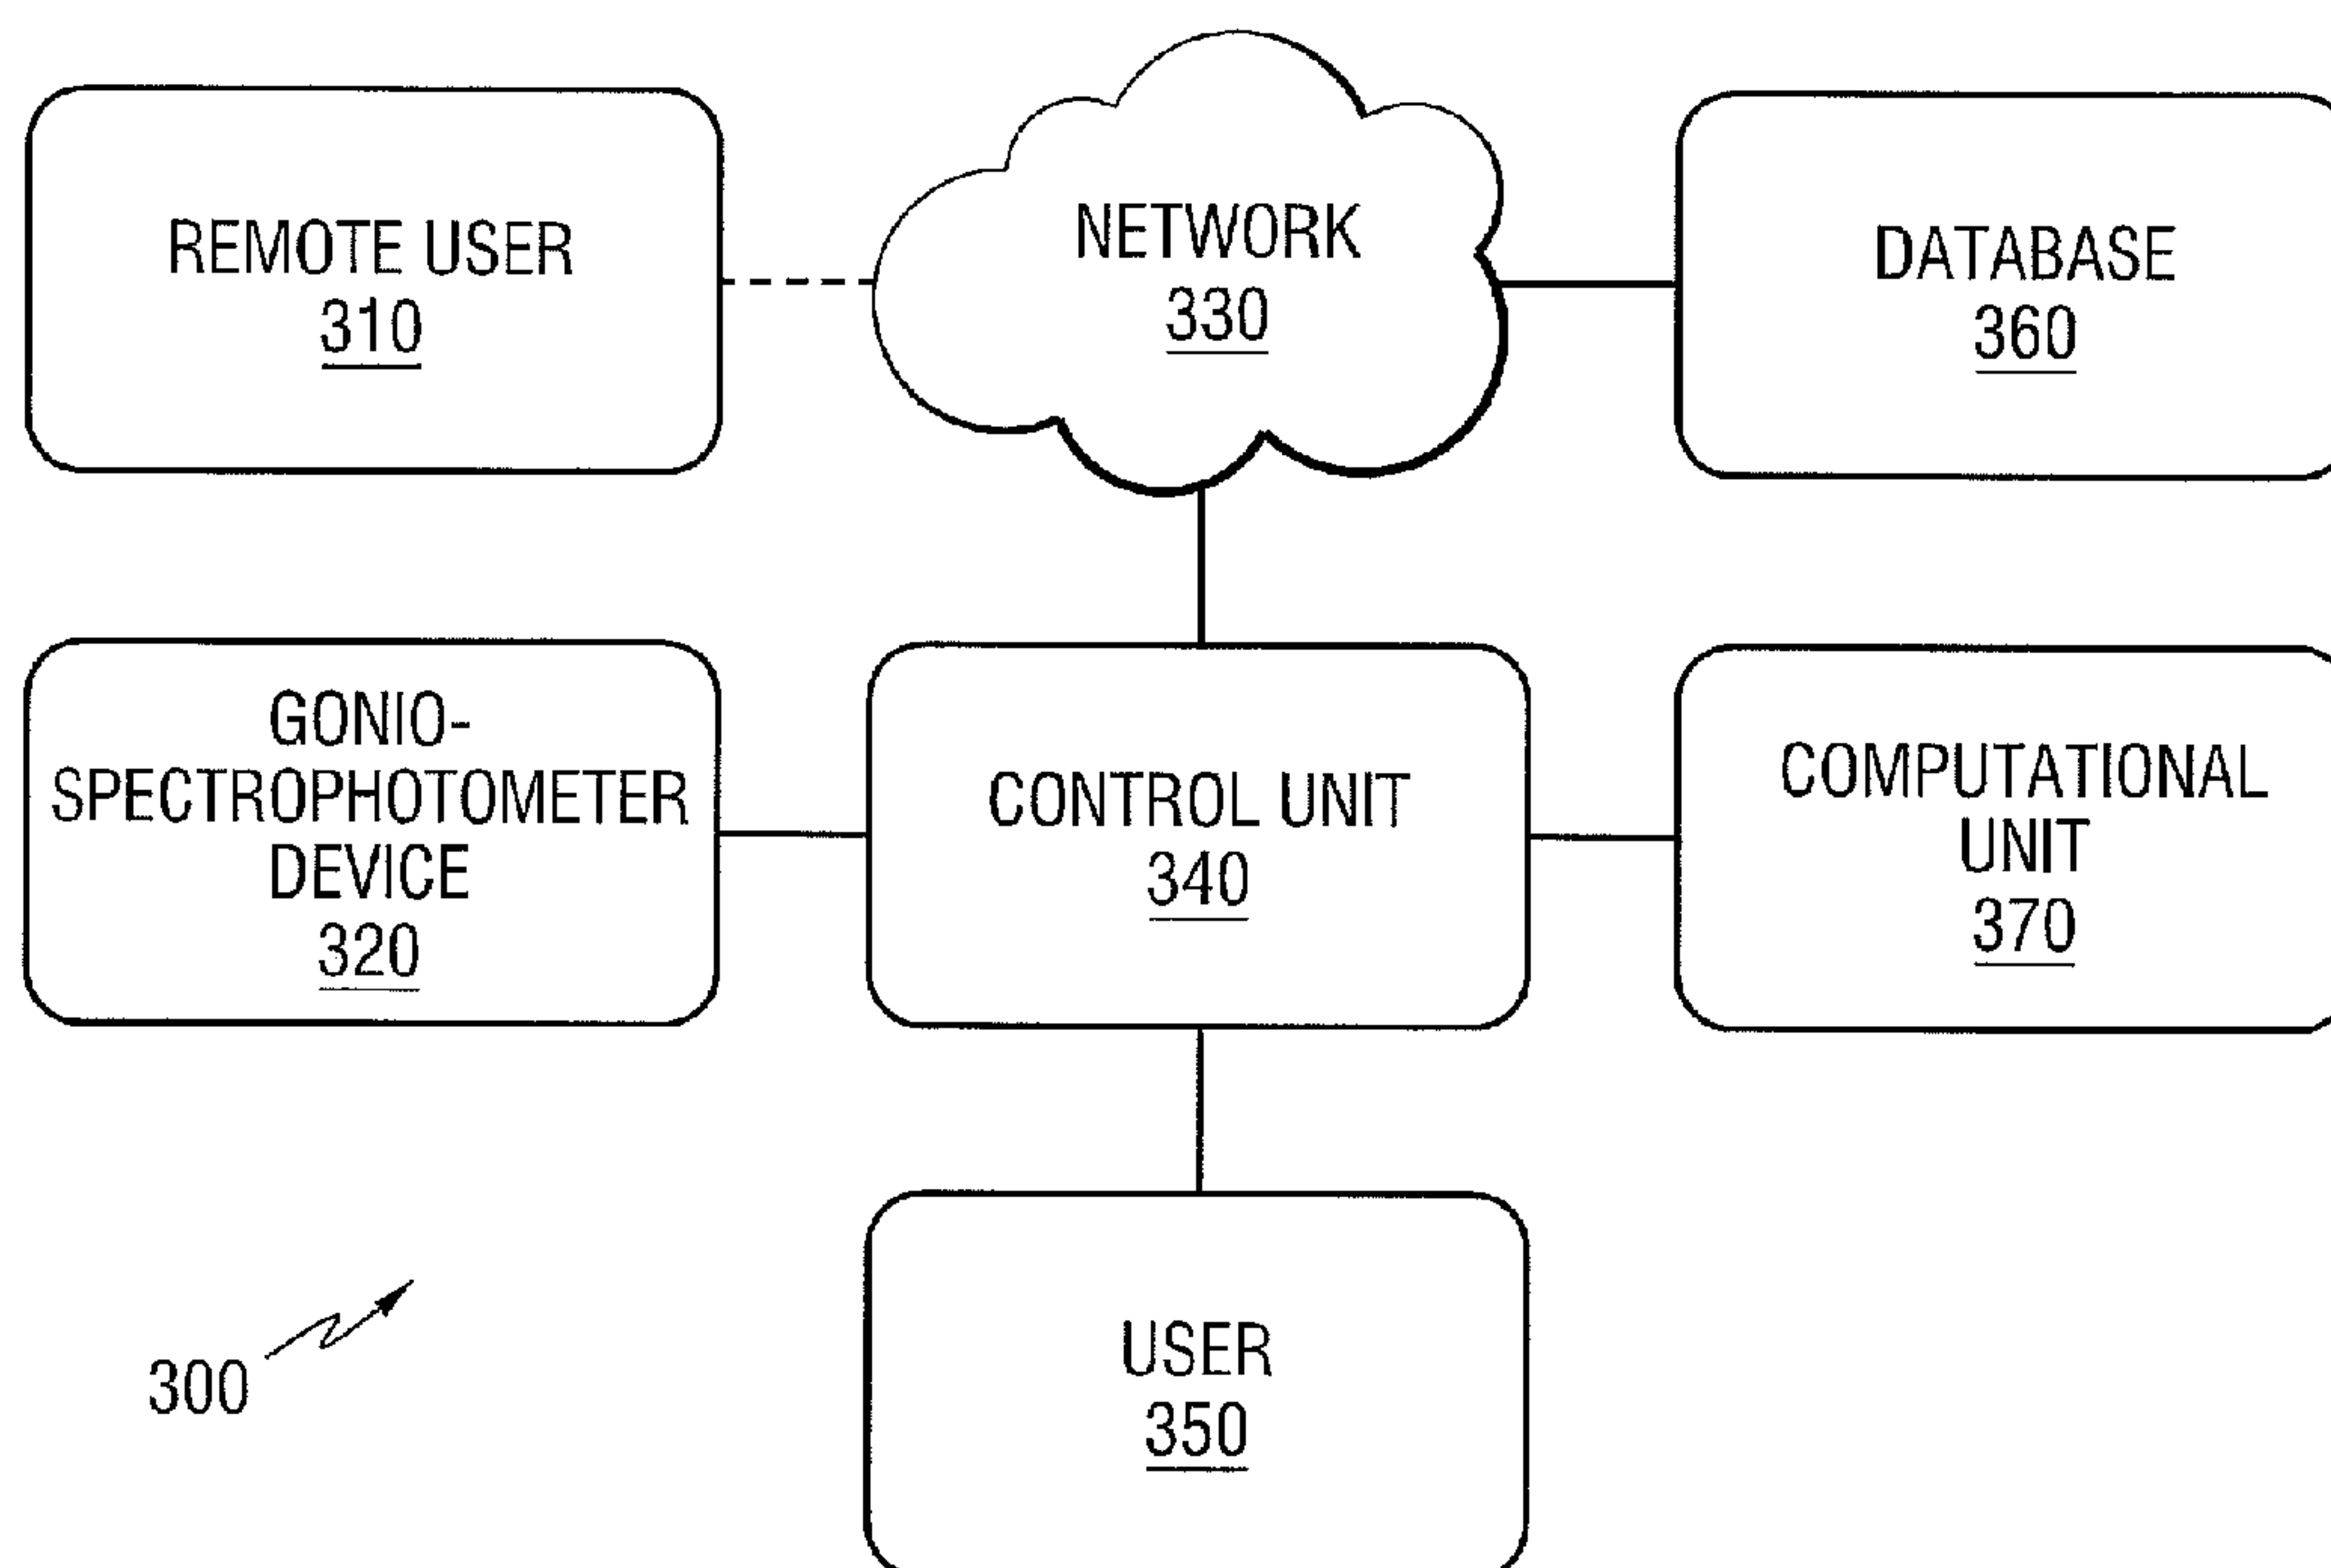 REMOTE USER
310
NETWORK
330
DATABASE
360
GONIO-
SPECTROPHOTOMETER
DEVICE
320
CONTROL UNIT
340
COMPUTATIONAL
UNIT
370
USER
350
300